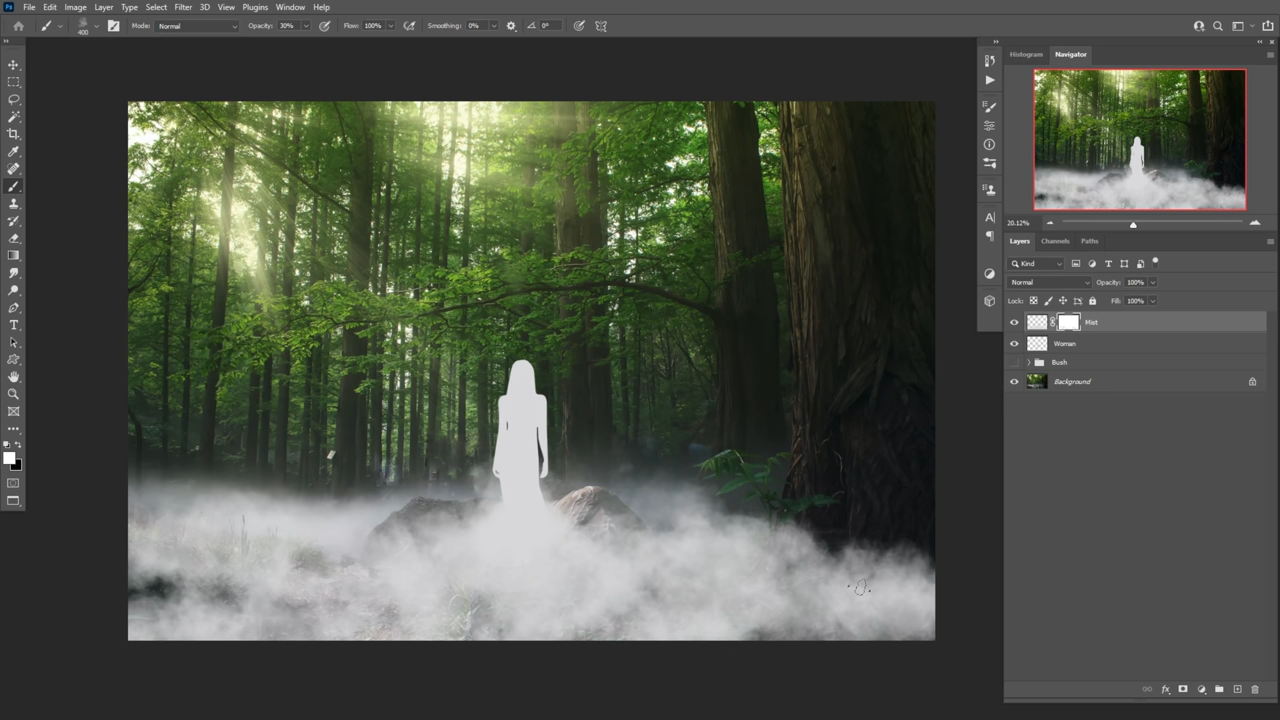 Ps File Edit Image Layer Type Select Filter 3D View Plugins Window Help
400 Mode: Normal Opacity: 30% Flow: 100% Smoothing: 0% 0°
Histogram Navigator
20.12%
Layers Channels Paths
Kind
Normal Opacity: 100%
Lock: Fill: 100%
Mist
Woman
Bush
Background